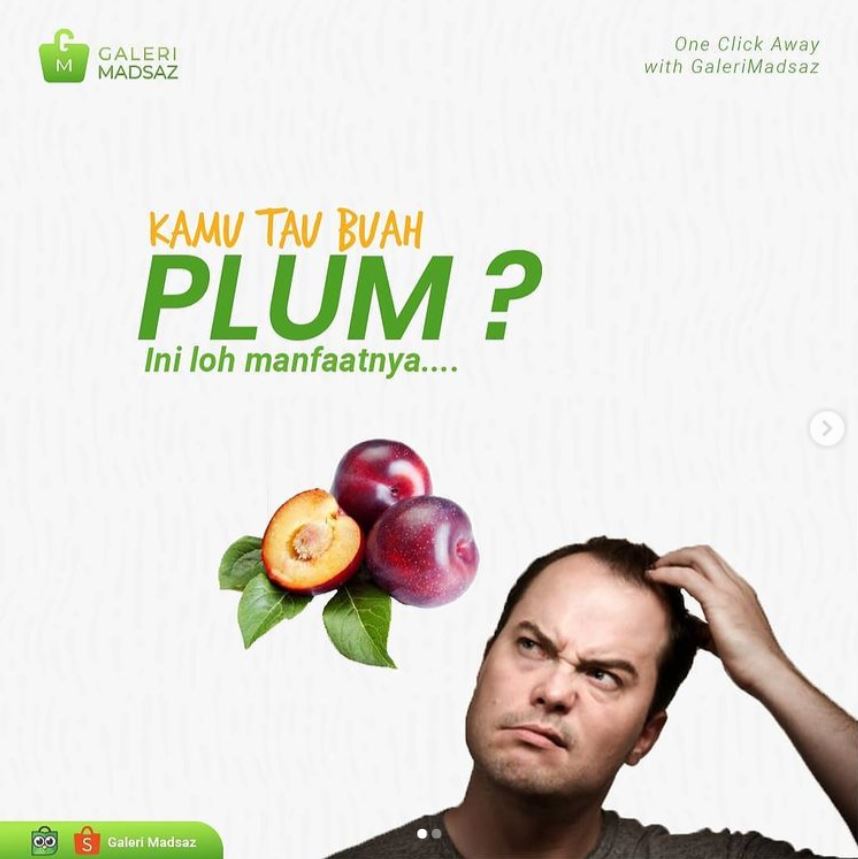 GALERI
MADSAZ
G
M
One Click Away
with GaleriMadsaz
KAMU TAU BUAH
PLUM ?
Ini loh manfaatnya....
S
Galeri Madsaz